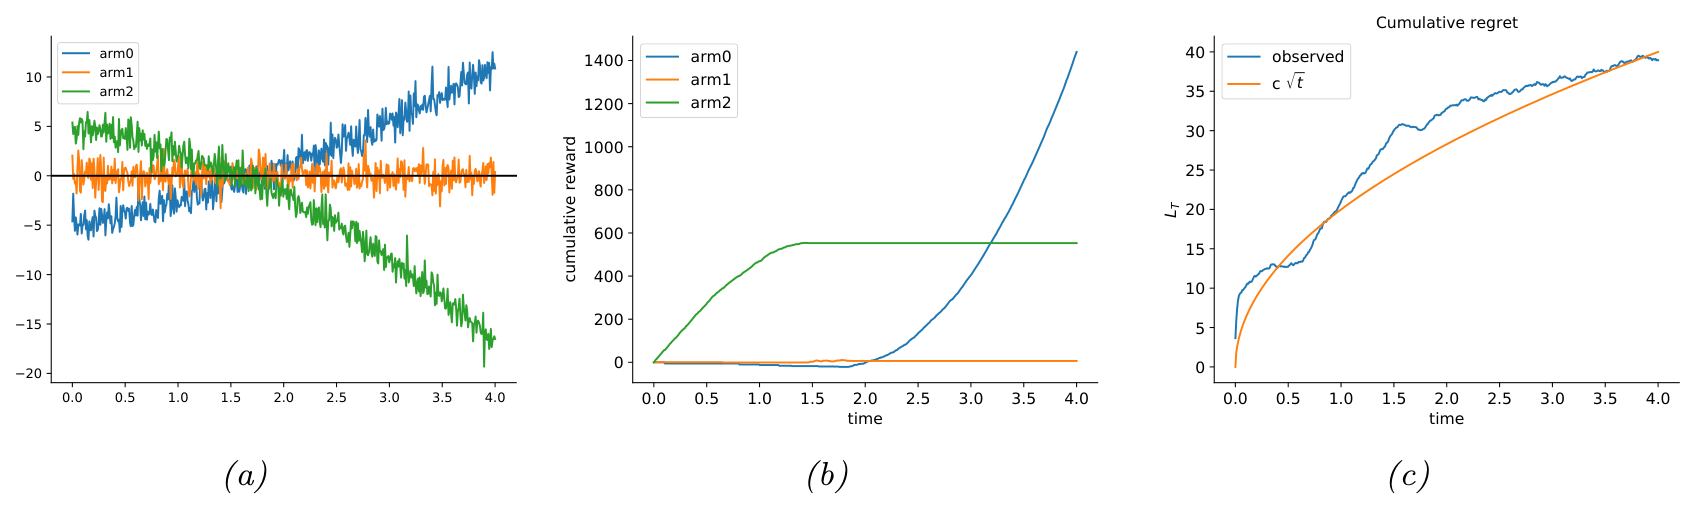 arm0
arm1
arm2
10
5
0
−5
−10
−15
−20
0.0 0.5 1.0 1.5 2.0 2.5 3.0 3.5 4.0
(a)
arm0
arm1
arm2
cumulative reward
1400
1200
1000
800
600
400
200
0
0.0 0.5 1.0 1.5 2.0 2.5 3.0 3.5 4.0
time
(b)
Cumulative regret
observed
c √t
L_T
40
35
30
25
20
15
10
5
0
0.0 0.5 1.0 1.5 2.0 2.5 3.0 3.5 4.0
time
(c)